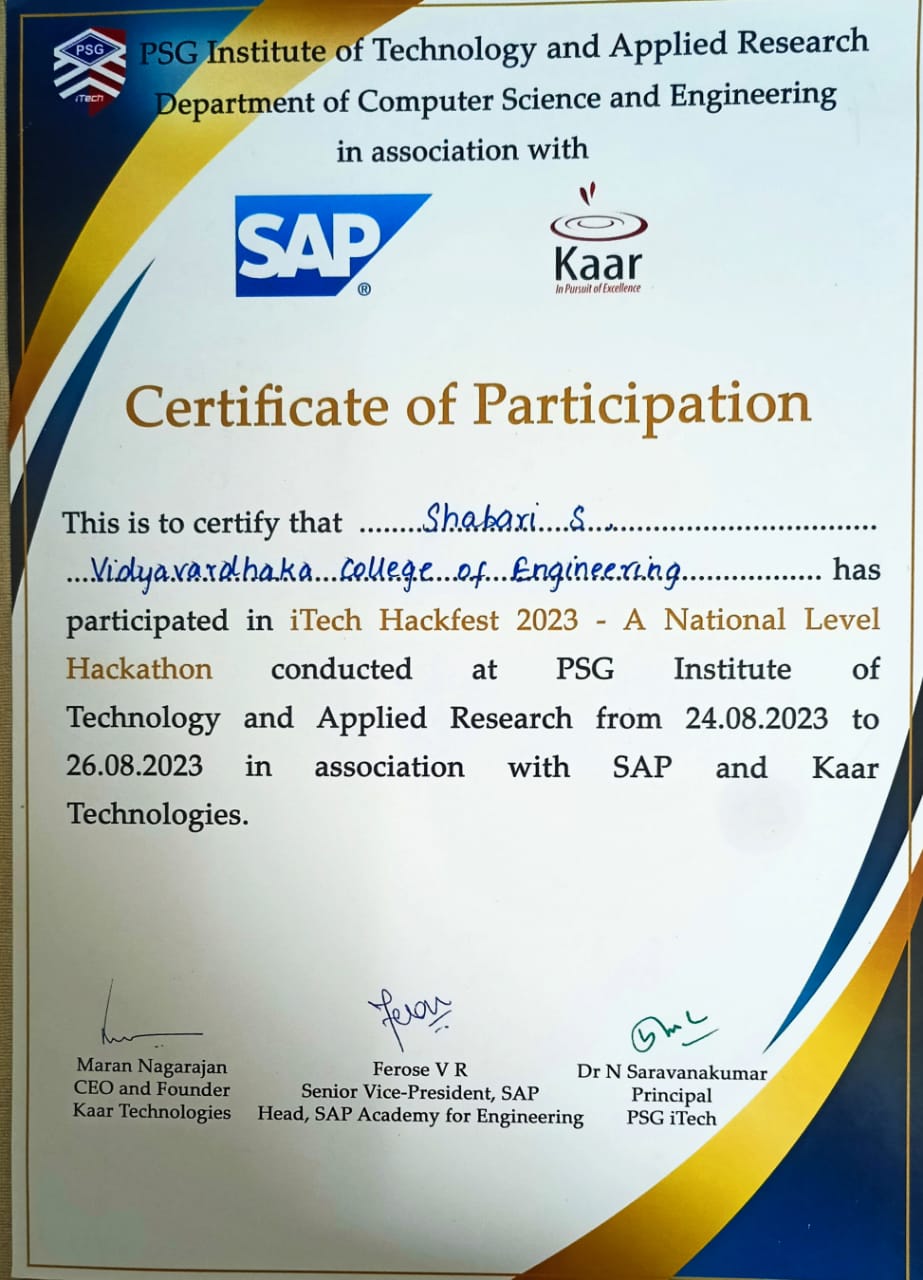 PSG
iTech
PSG Institute of Technology and Applied Research
Department of Computer Science and Engineering
in association with
SAP ®
Kaar
In Pursuit of Excellence
Certificate of Participation
This is to certify that ........Shabari....S................................
...Vidyavardhaka...College...of...Engineering................. has
participated in iTech Hackfest 2023 - A National Level
Hackathon conducted at PSG Institute of
Technology and Applied Research from 24.08.2023 to
26.08.2023 in association with SAP and Kaar
Technologies.
Feron
Maran Nagarajan
CEO and Founder
Kaar Technologies
Ferose V R
Senior Vice-President, SAP
Head, SAP Academy for Engineering
Dr N Saravanakumar
Principal
PSG iTech